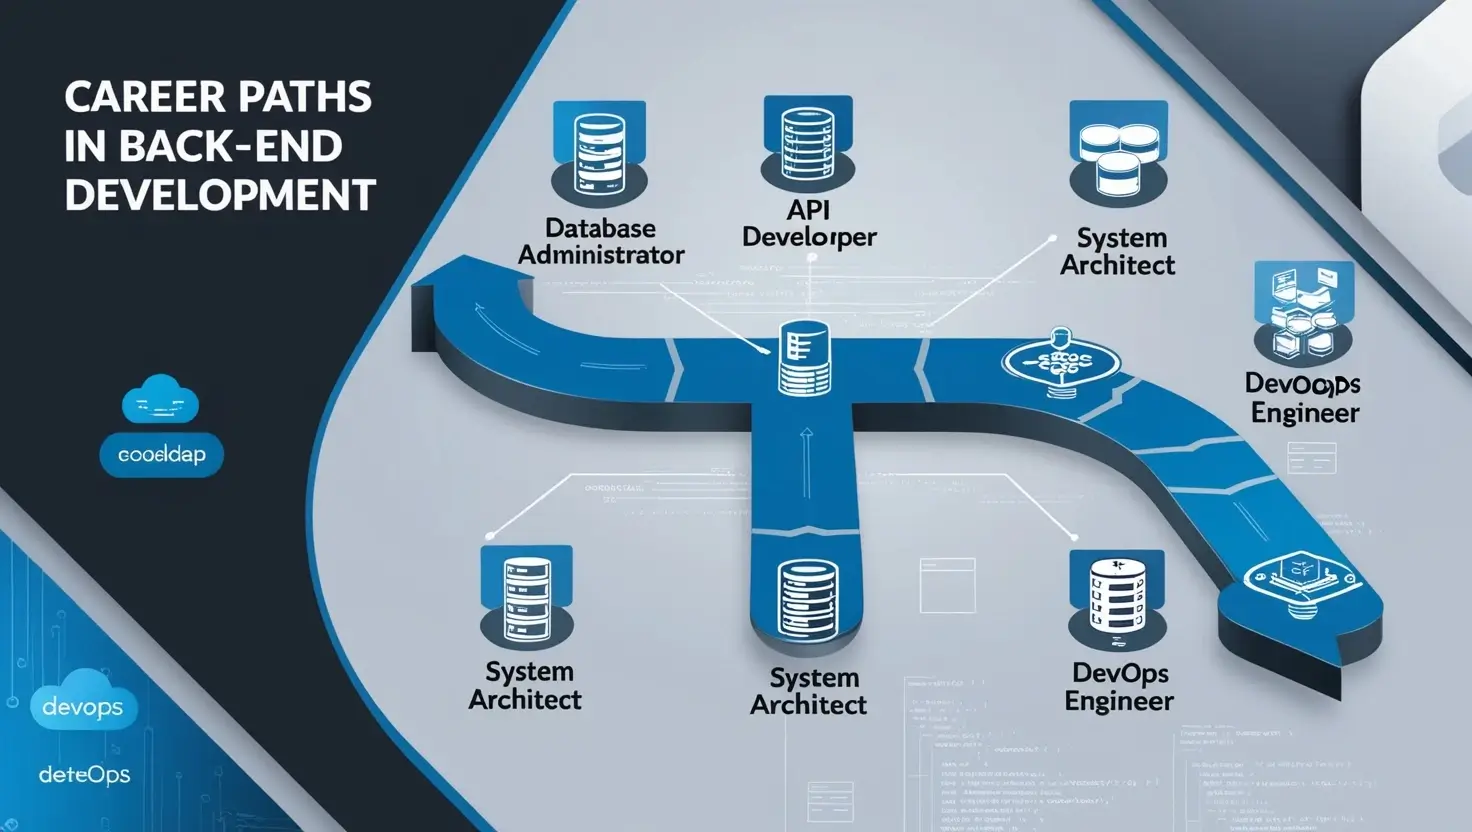 CAREER PATHS
IN BACK-END
DEVELOPMENT
Database
Administrator
API
Develoıper
System
Architect
DevOops
Engineer
cooeldap
System
Architect
System
Architect
DevOps
Engineer
devops
deteOps